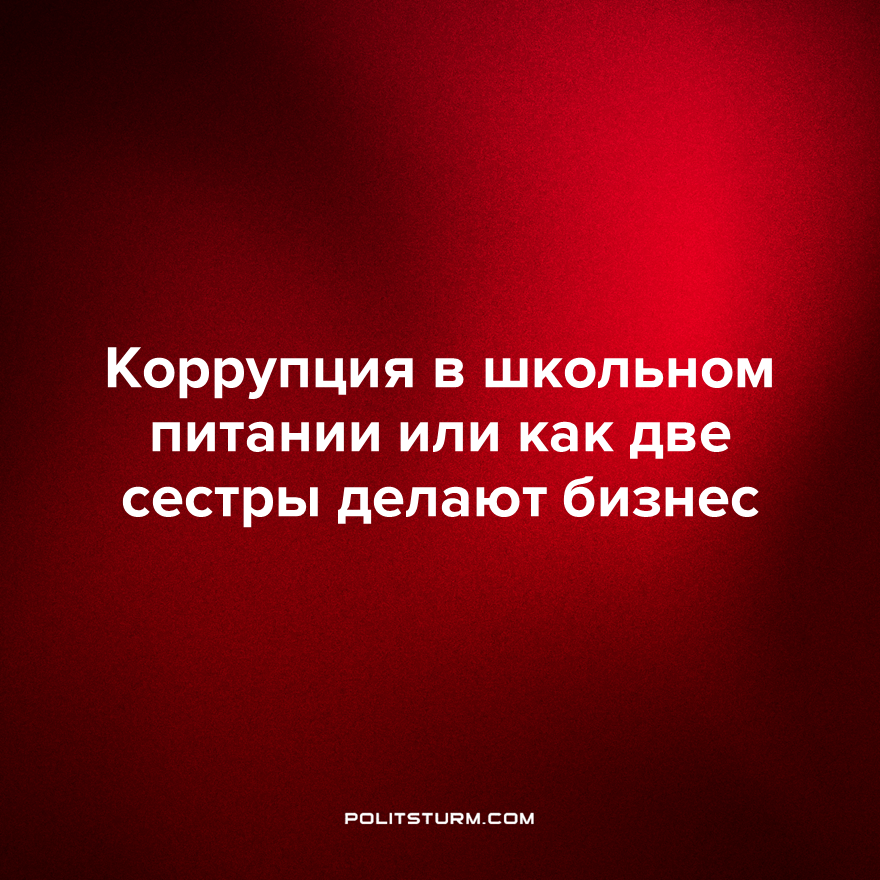 Коррупция в школьном
питании или как две
сестры делают бизнес
POLITSTURM.COM